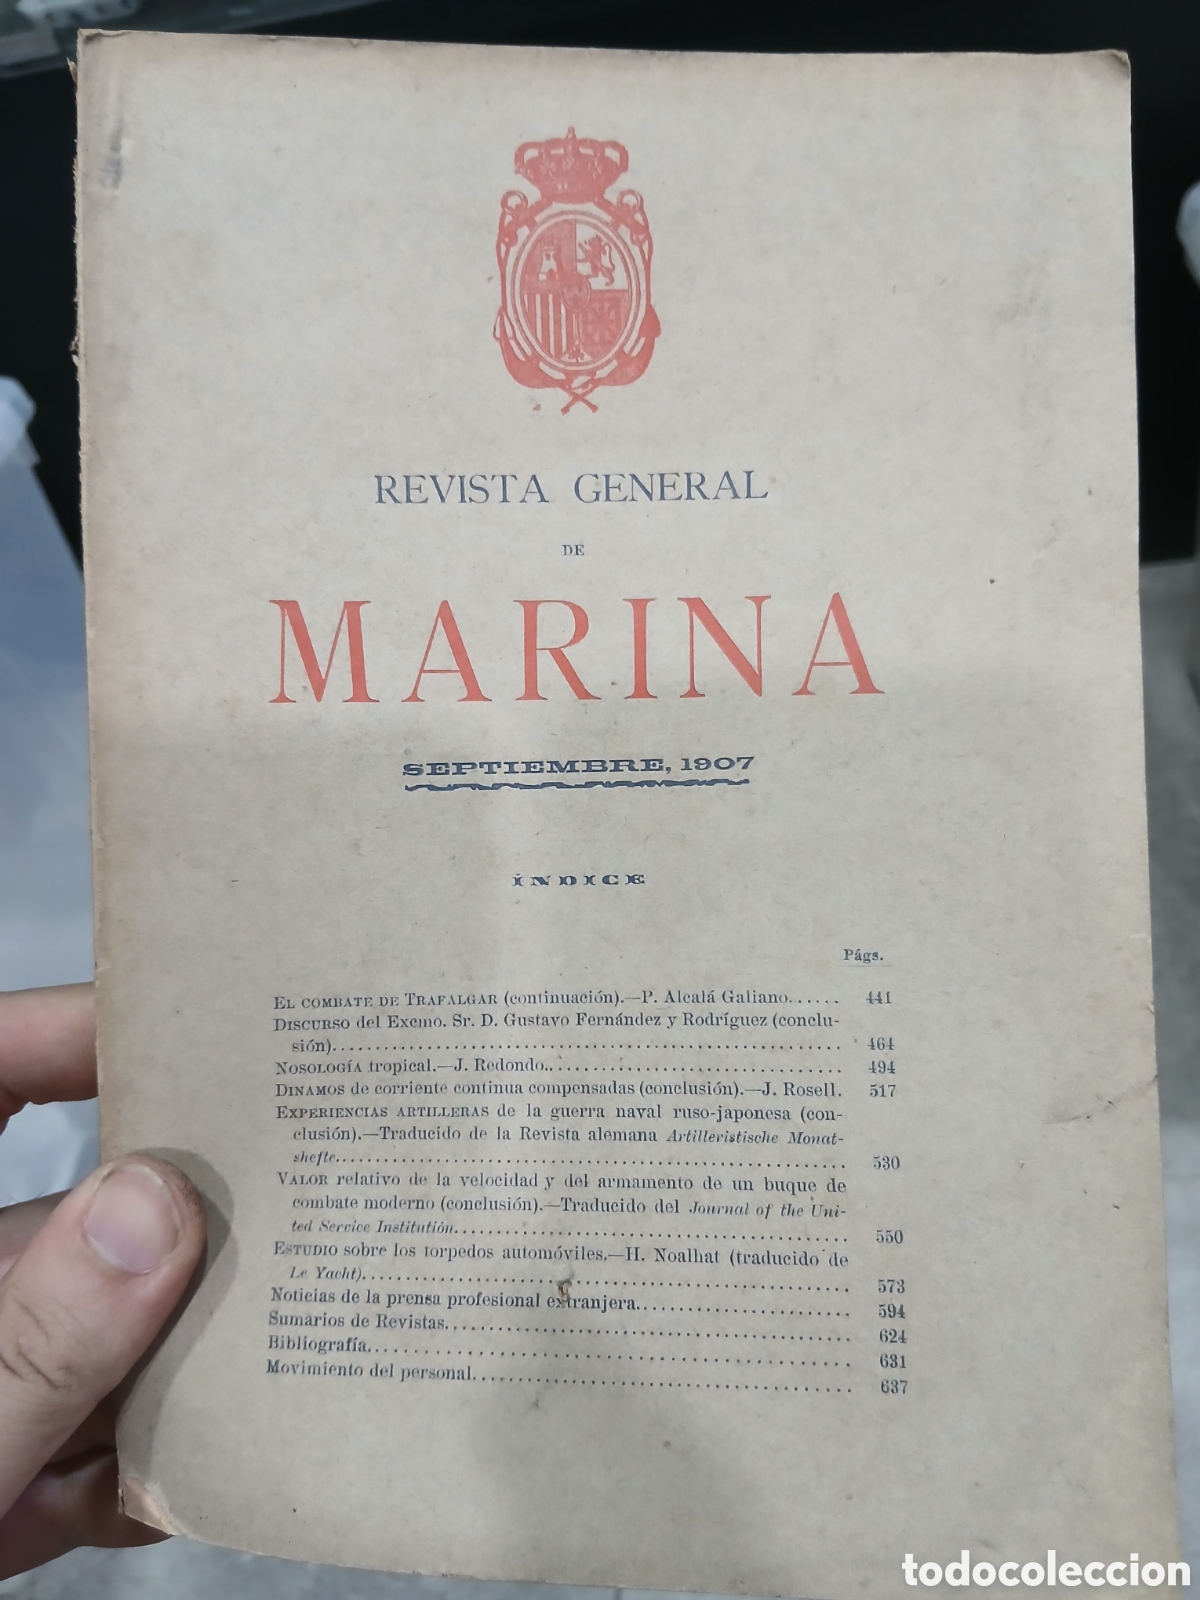 REVISTA GENERAL
DE
MARINA
SEPTIEMBRE, 1907
ÍNDICE
Págs.
EL COMBATE DE TRAFALGAR (continuación).—P. Alcalá Galiano...... 441
DISCURSO del Excmo. Sr. D. Gustavo Fernández y Rodríguez (conclu-
sión)........................................................ 464
NOSOLOGÍA tropical.—J. Redondo................................. 494
DINAMOS de corriente continua compensadas (conclusión).—J. Rosell. 517
EXPERIENCIAS ARTILLERAS de la guerra naval ruso-japonesa (con-
clusión).—Traducido de la Revista alemana Artilleristische Monat-
shefte....................................................... 530
VALOR relativo de la velocidad y del armamento de un buque de
combate moderno (conclusión).—Traducido del Journal of the Uni-
ted Service Institutión........................................... 550
ESTUDIO sobre los torpedos automóviles.—H. Noalhat (traducido de
Le Yacht)..................................................... 573
Noticias de la prensa profesional extranjera....................... 594
Sumarios de Revistas............................................ 624
Bibliografía..................................................... 631
Movimiento del personal......................................... 637
todocoleccion